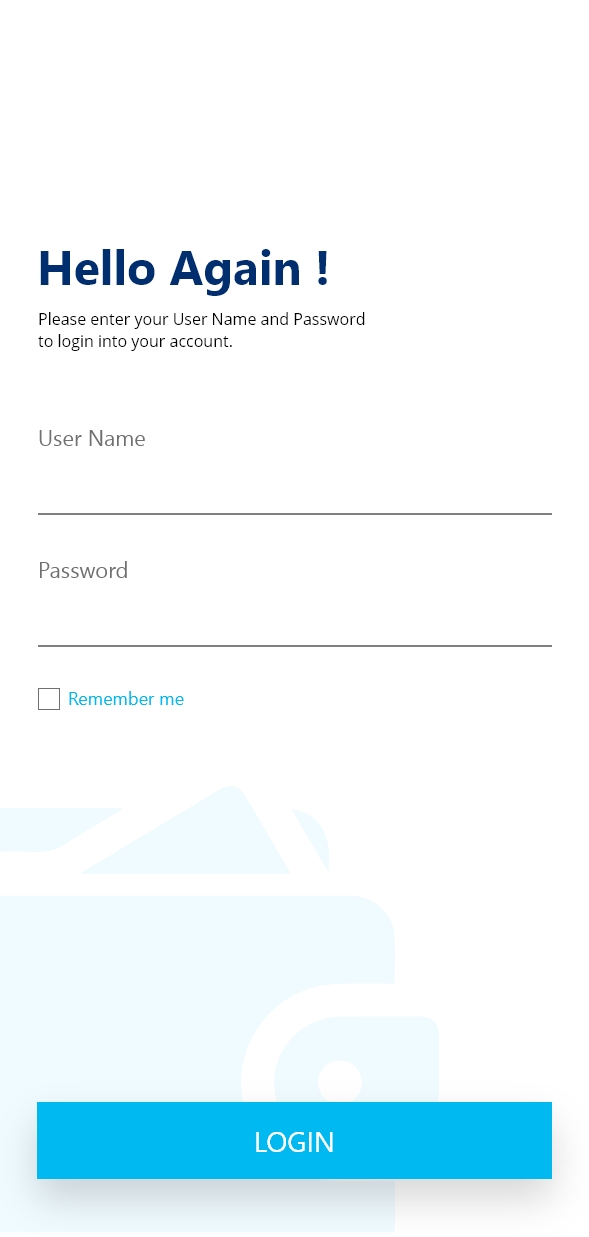 Hello Again !
Please enter your User Name and Password
to login into your account.
User Name
Password
Remember me
LOGIN